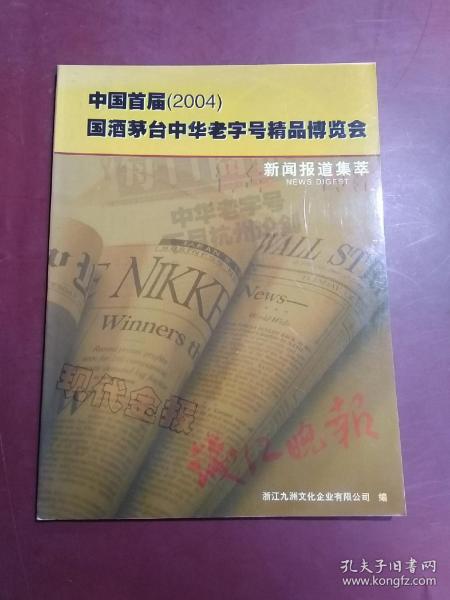 中国首届(2004)
国酒茅台中华老字号精品博览会
新闻报道集萃
NEWS DIGEST
中华老字号
WALL ST
NIKKE
News—
Winners th
现代金报
钱江晚报
浙江九洲文化企业有限公司 编
孔夫子旧书网
www.kongfz.com